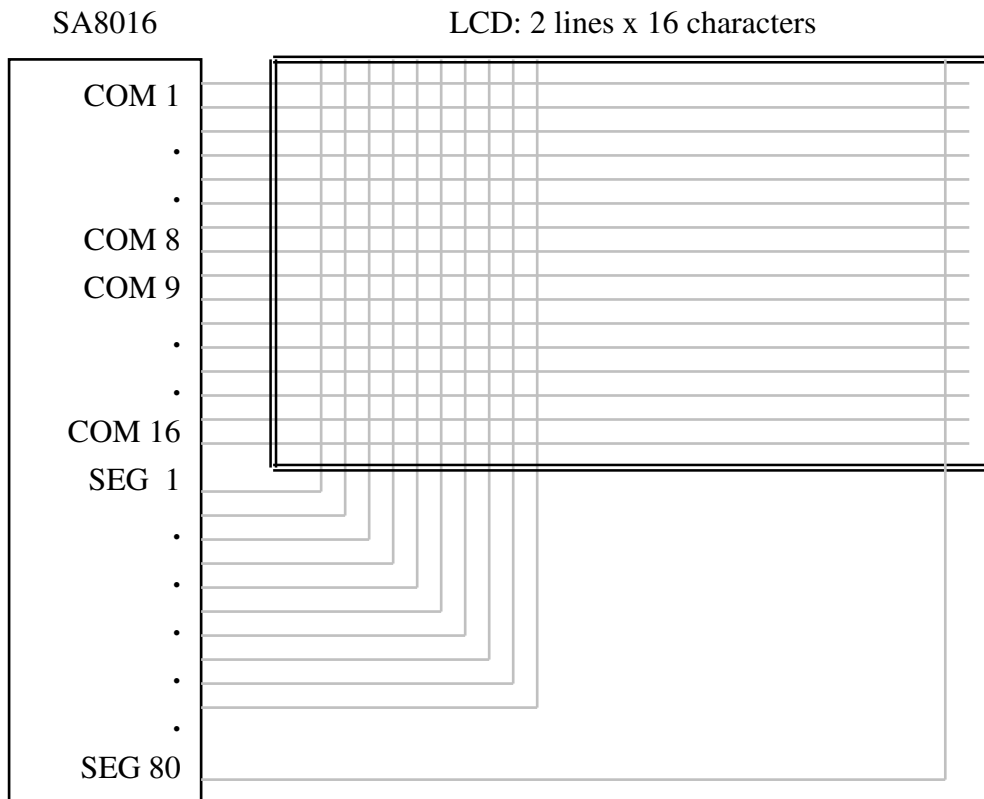 SA8016 LCD: 2 lines x 16 characters
COM 1
.
.
COM 8
COM 9
.
.
COM 16
SEG 1
.
.
.
.
.
SEG 80